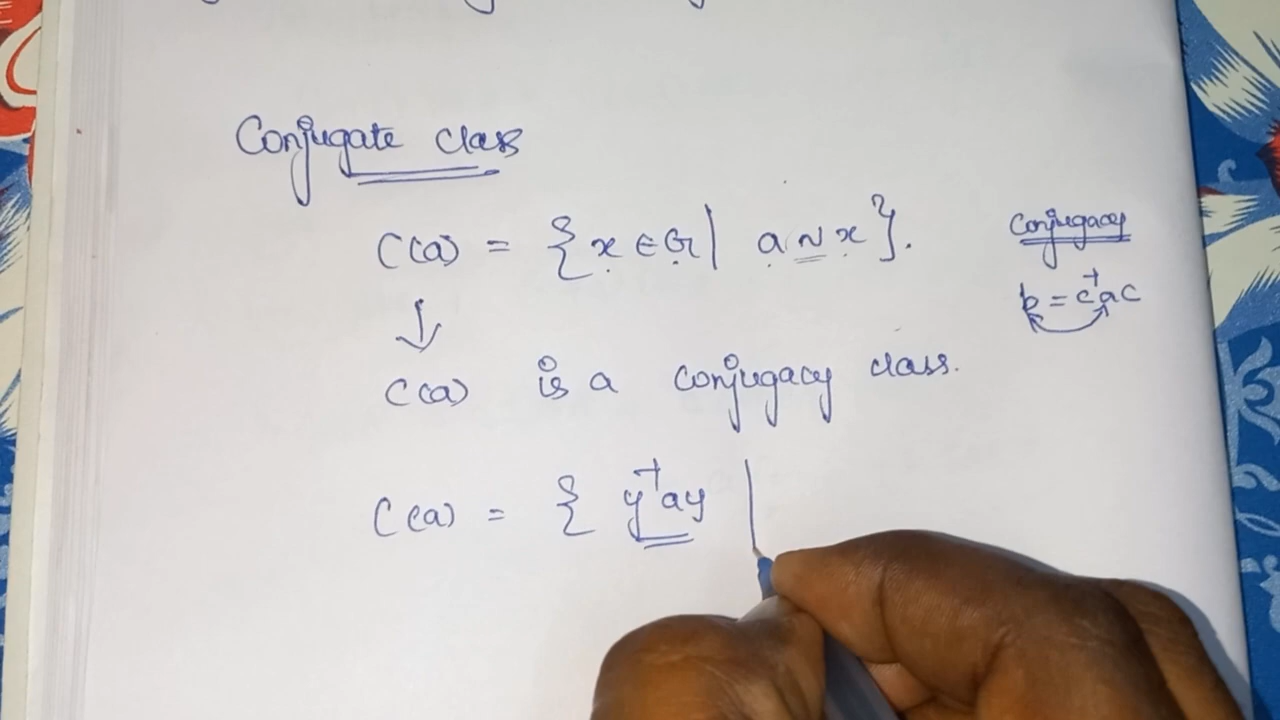 Conjugate class
C(a) = { x ∈ G | a ~ x }.
Conjugacy
b = c⁻¹ac
↓
C(a) is a conjugacy class.
C(a) = { y⁻¹ay |